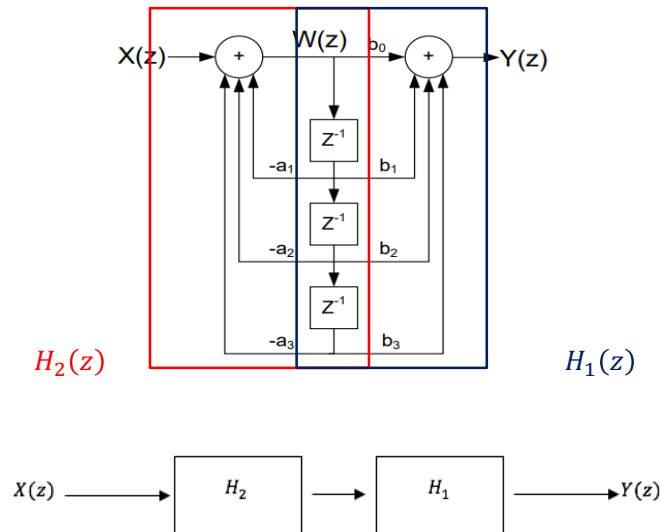 X(z) + W(z) b₀ + Y(z)
Z⁻¹
-a₁ b₁
Z⁻¹
-a₂ b₂
Z⁻¹
-a₃ b₃
H₂(z) H₁(z)
X(z) H₂ H₁ Y(z)